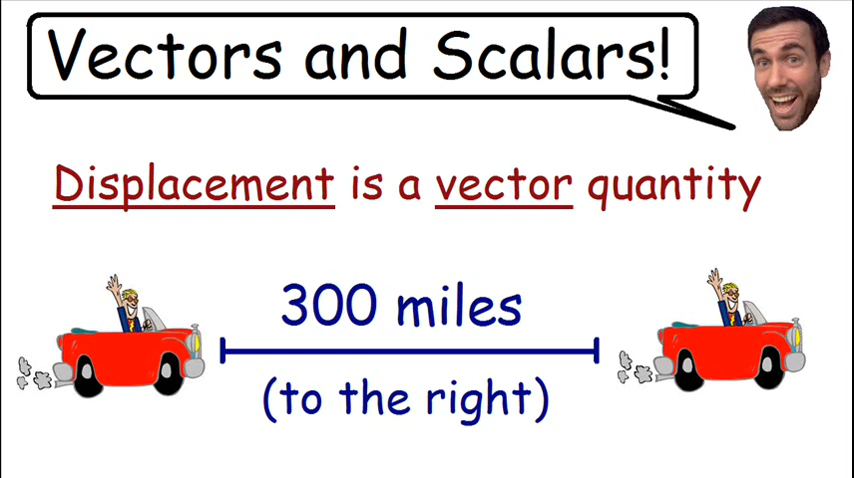 Vectors and Scalars!
Displacement is a vector quantity
300 miles
(to the right)